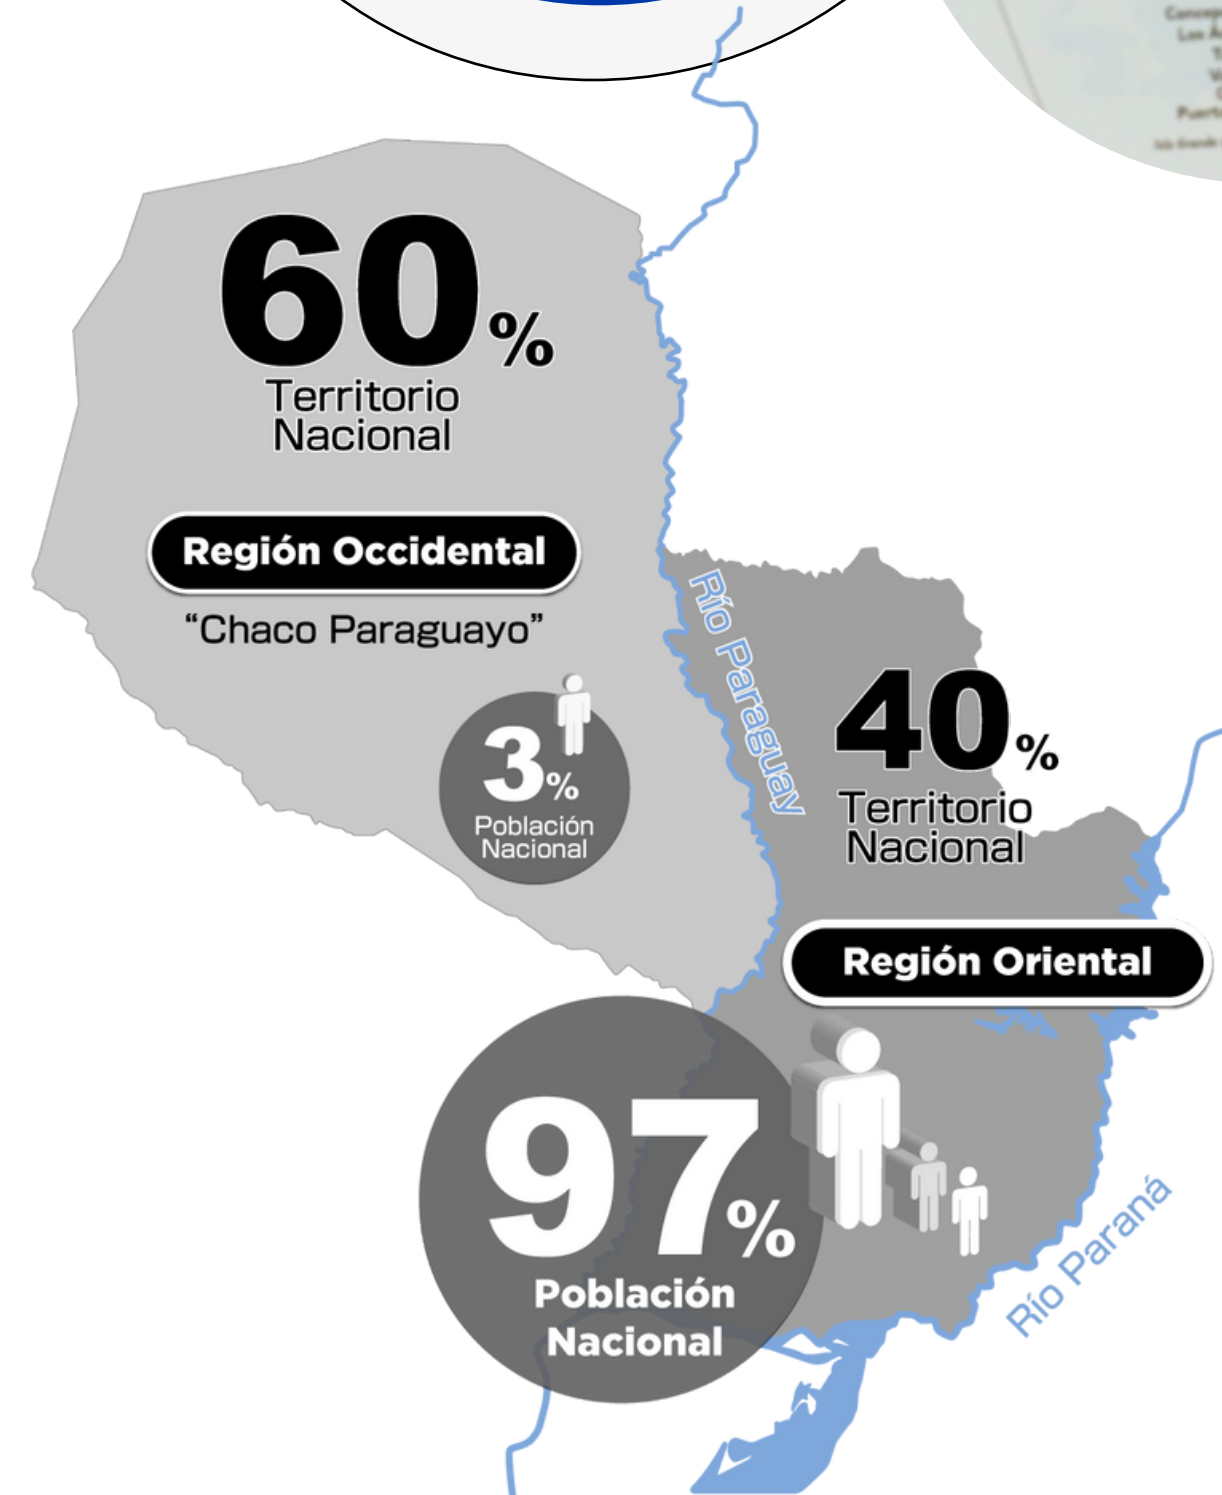 60%
Territorio
Nacional
Región Occidental
“Chaco Paraguayo”
3%
Población
Nacional
Río Paraguay
40%
Territorio
Nacional
Región Oriental
97%
Población
Nacional
Río Paraná